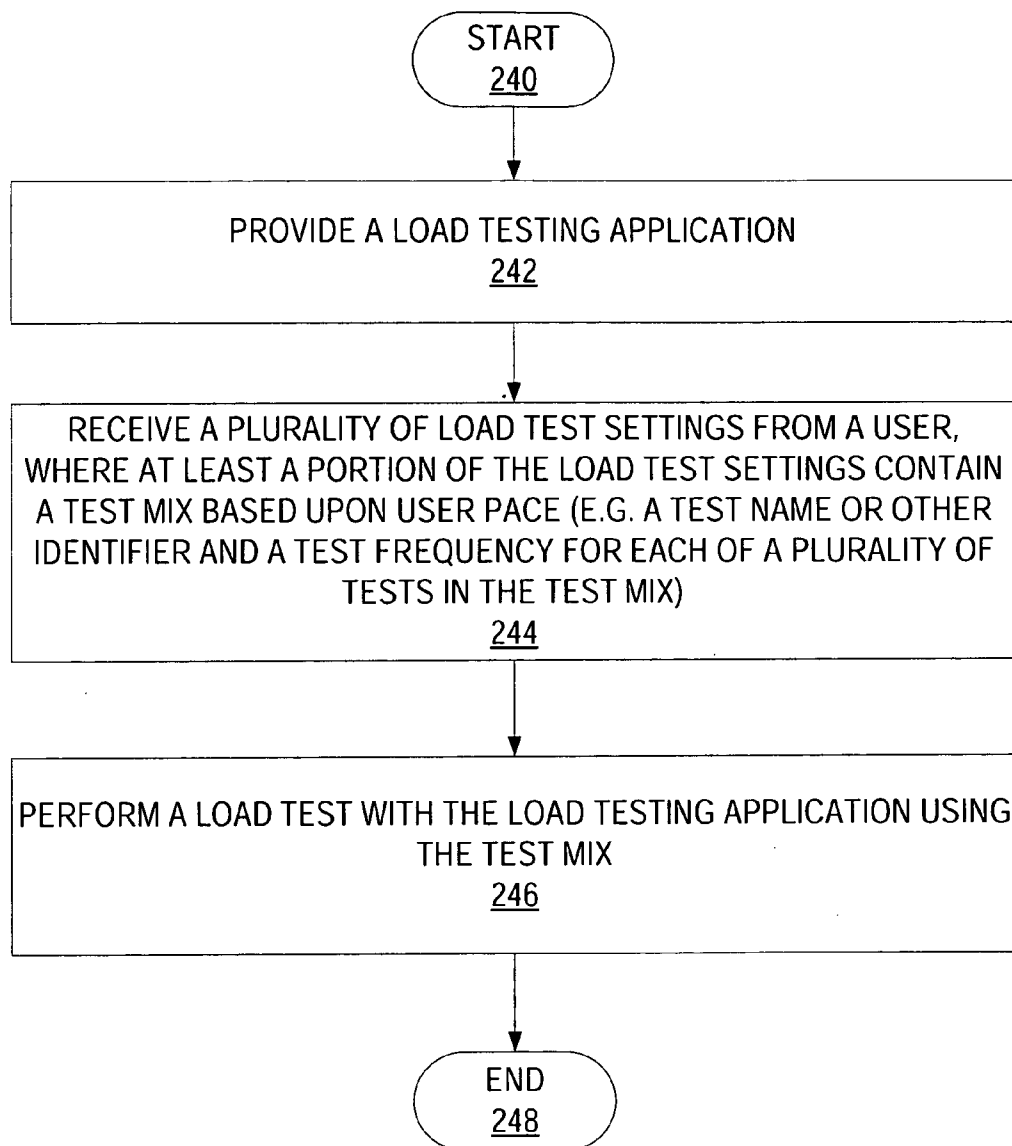 START
240
PROVIDE A LOAD TESTING APPLICATION
242
RECEIVE A PLURALITY OF LOAD TEST SETTINGS FROM A USER,
WHERE AT LEAST A PORTION OF THE LOAD TEST SETTINGS CONTAIN
A TEST MIX BASED UPON USER PACE (E.G. A TEST NAME OR OTHER
IDENTIFIER AND A TEST FREQUENCY FOR EACH OF A PLURALITY OF
TESTS IN THE TEST MIX)
244
PERFORM A LOAD TEST WITH THE LOAD TESTING APPLICATION USING
THE TEST MIX
246
END
248